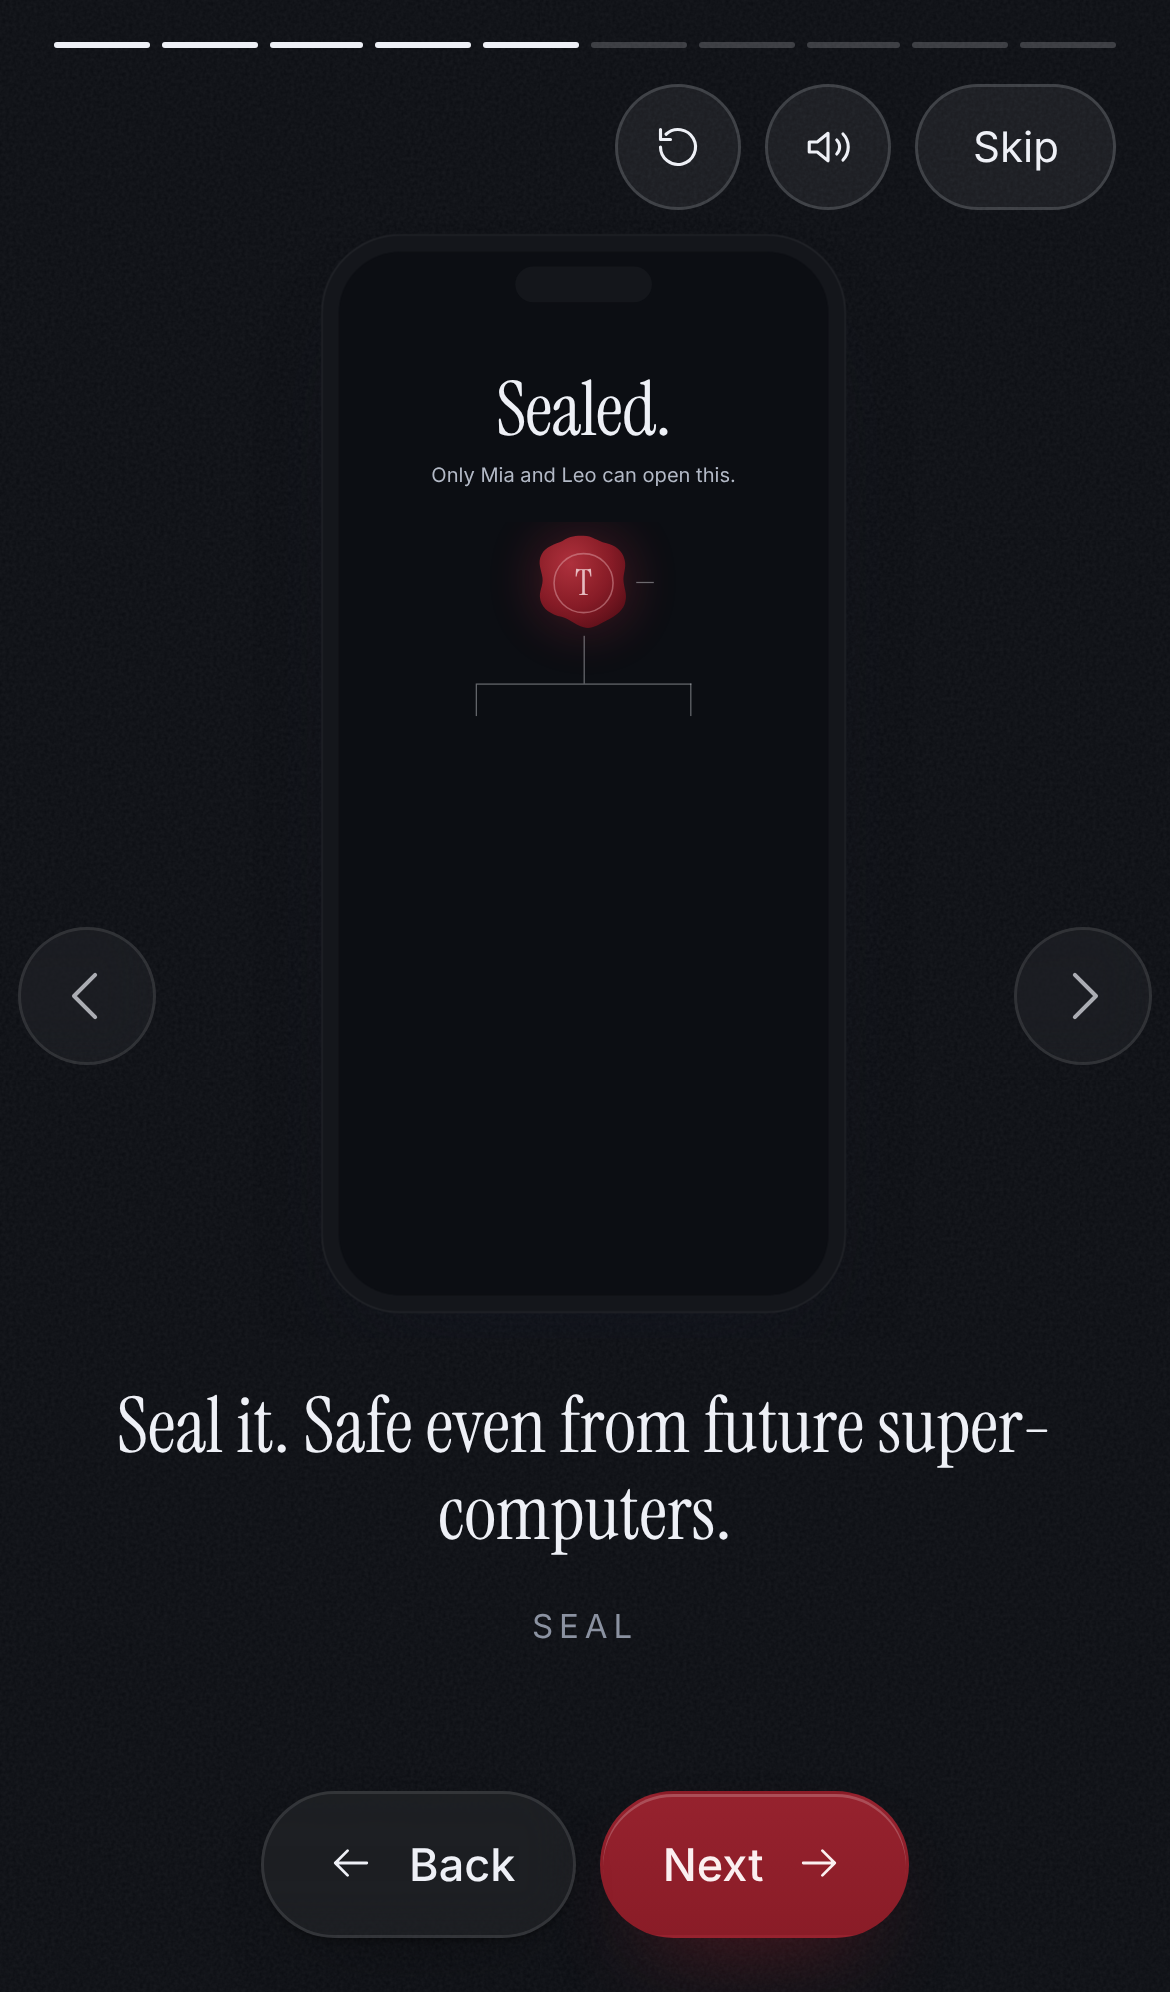 Skip
Sealed.
Only Mia and Leo can open this.
T
Seal it. Safe even from future super-
computers.
SEAL
Back
Next